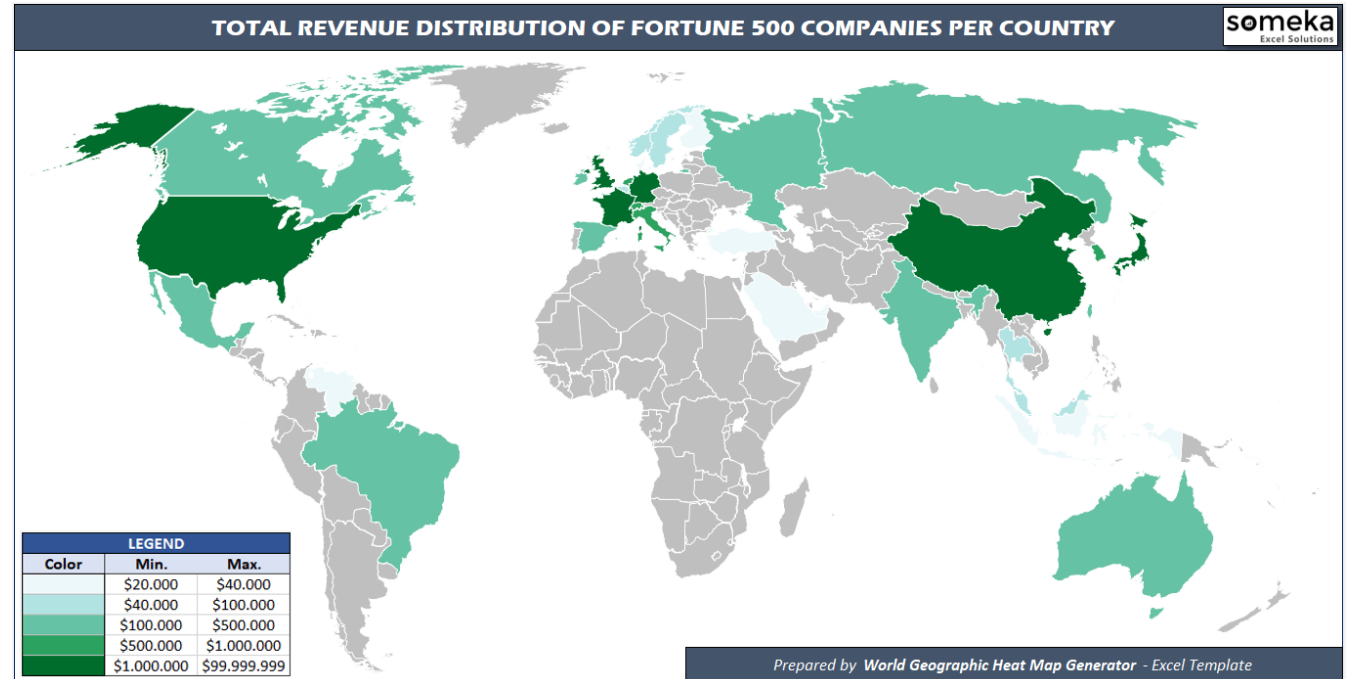 TOTAL REVENUE DISTRIBUTION OF FORTUNE 500 COMPANIES PER COUNTRY
someka
Excel Solutions
LEGEND
Color Min. Max.
$20.000 $40.000
$40.000 $100.000
$100.000 $500.000
$500.000 $1.000.000
$1.000.000 $99.999.999
Prepared by World Geographic Heat Map Generator - Excel Template